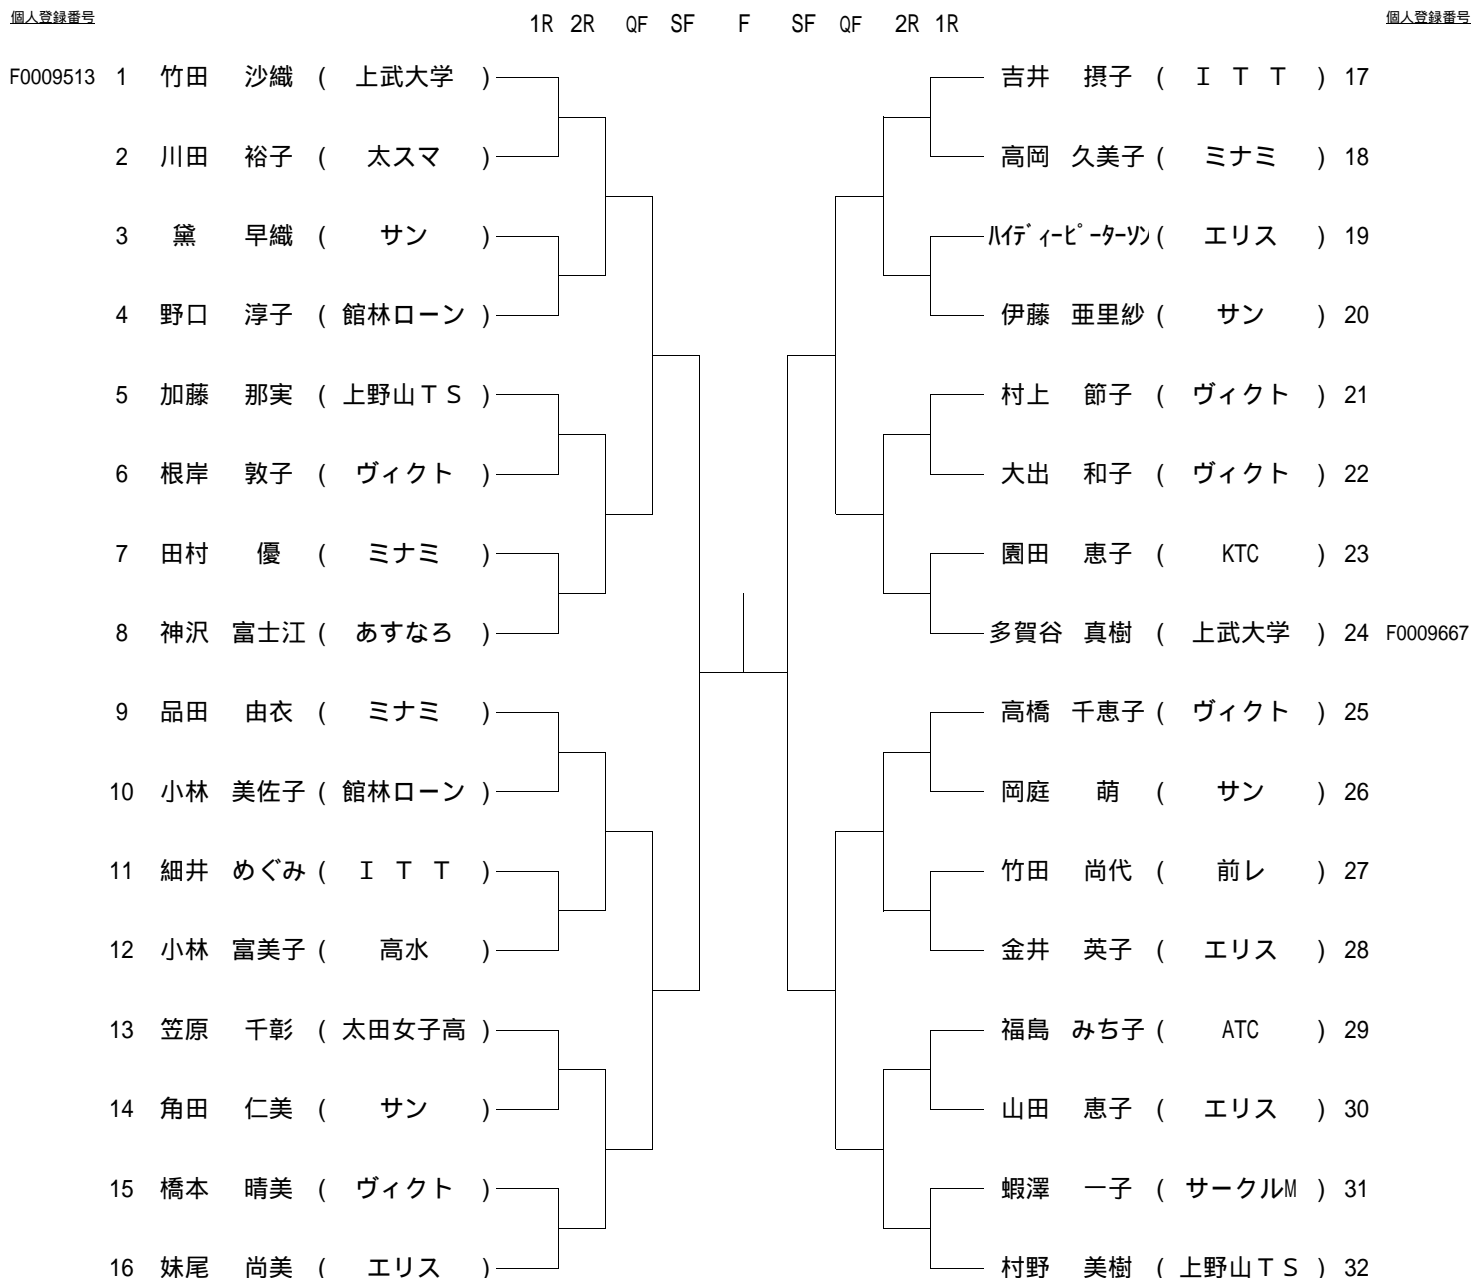 個人登録番号 1R 2R QF SF F SF QF 2R 1R 個人登録番号
F0009513 1 竹田 沙織 ( 上武大学 ) 吉井 摂子 ( ＩＴＴ ) 17
2 川田 裕子 ( 太スマ ) 高岡 久美子 ( ミナミ ) 18
3 黛 早織 ( サン ) ﾊｲﾃﾞｨｰﾋﾟｰﾀｰｿﾝ ( エリス ) 19
4 野口 淳子 ( 館林ローン ) 伊藤 亜里紗 ( サン ) 20
5 加藤 那実 ( 上野山ＴＳ ) 村上 節子 ( ヴィクト ) 21
6 根岸 敦子 ( ヴィクト ) 大出 和子 ( ヴィクト ) 22
7 田村 優 ( ミナミ ) 園田 恵子 ( KTC ) 23
8 神沢 富士江 ( あすなろ ) 多賀谷 真樹 ( 上武大学 ) 24 F0009667
9 品田 由衣 ( ミナミ ) 高橋 千恵子 ( ヴィクト ) 25
10 小林 美佐子 ( 館林ローン ) 岡庭 萌 ( サン ) 26
11 細井 めぐみ ( ＩＴＴ ) 竹田 尚代 ( 前レ ) 27
12 小林 富美子 ( 高水 ) 金井 英子 ( エリス ) 28
13 笠原 千彰 ( 太田女子高 ) 福島 みち子 ( ATC ) 29
14 角田 仁美 ( サン ) 山田 恵子 ( エリス ) 30
15 橋本 晴美 ( ヴィクト ) 蝦澤 一子 ( サークルM ) 31
16 妹尾 尚美 ( エリス ) 村野 美樹 ( 上野山ＴＳ ) 32